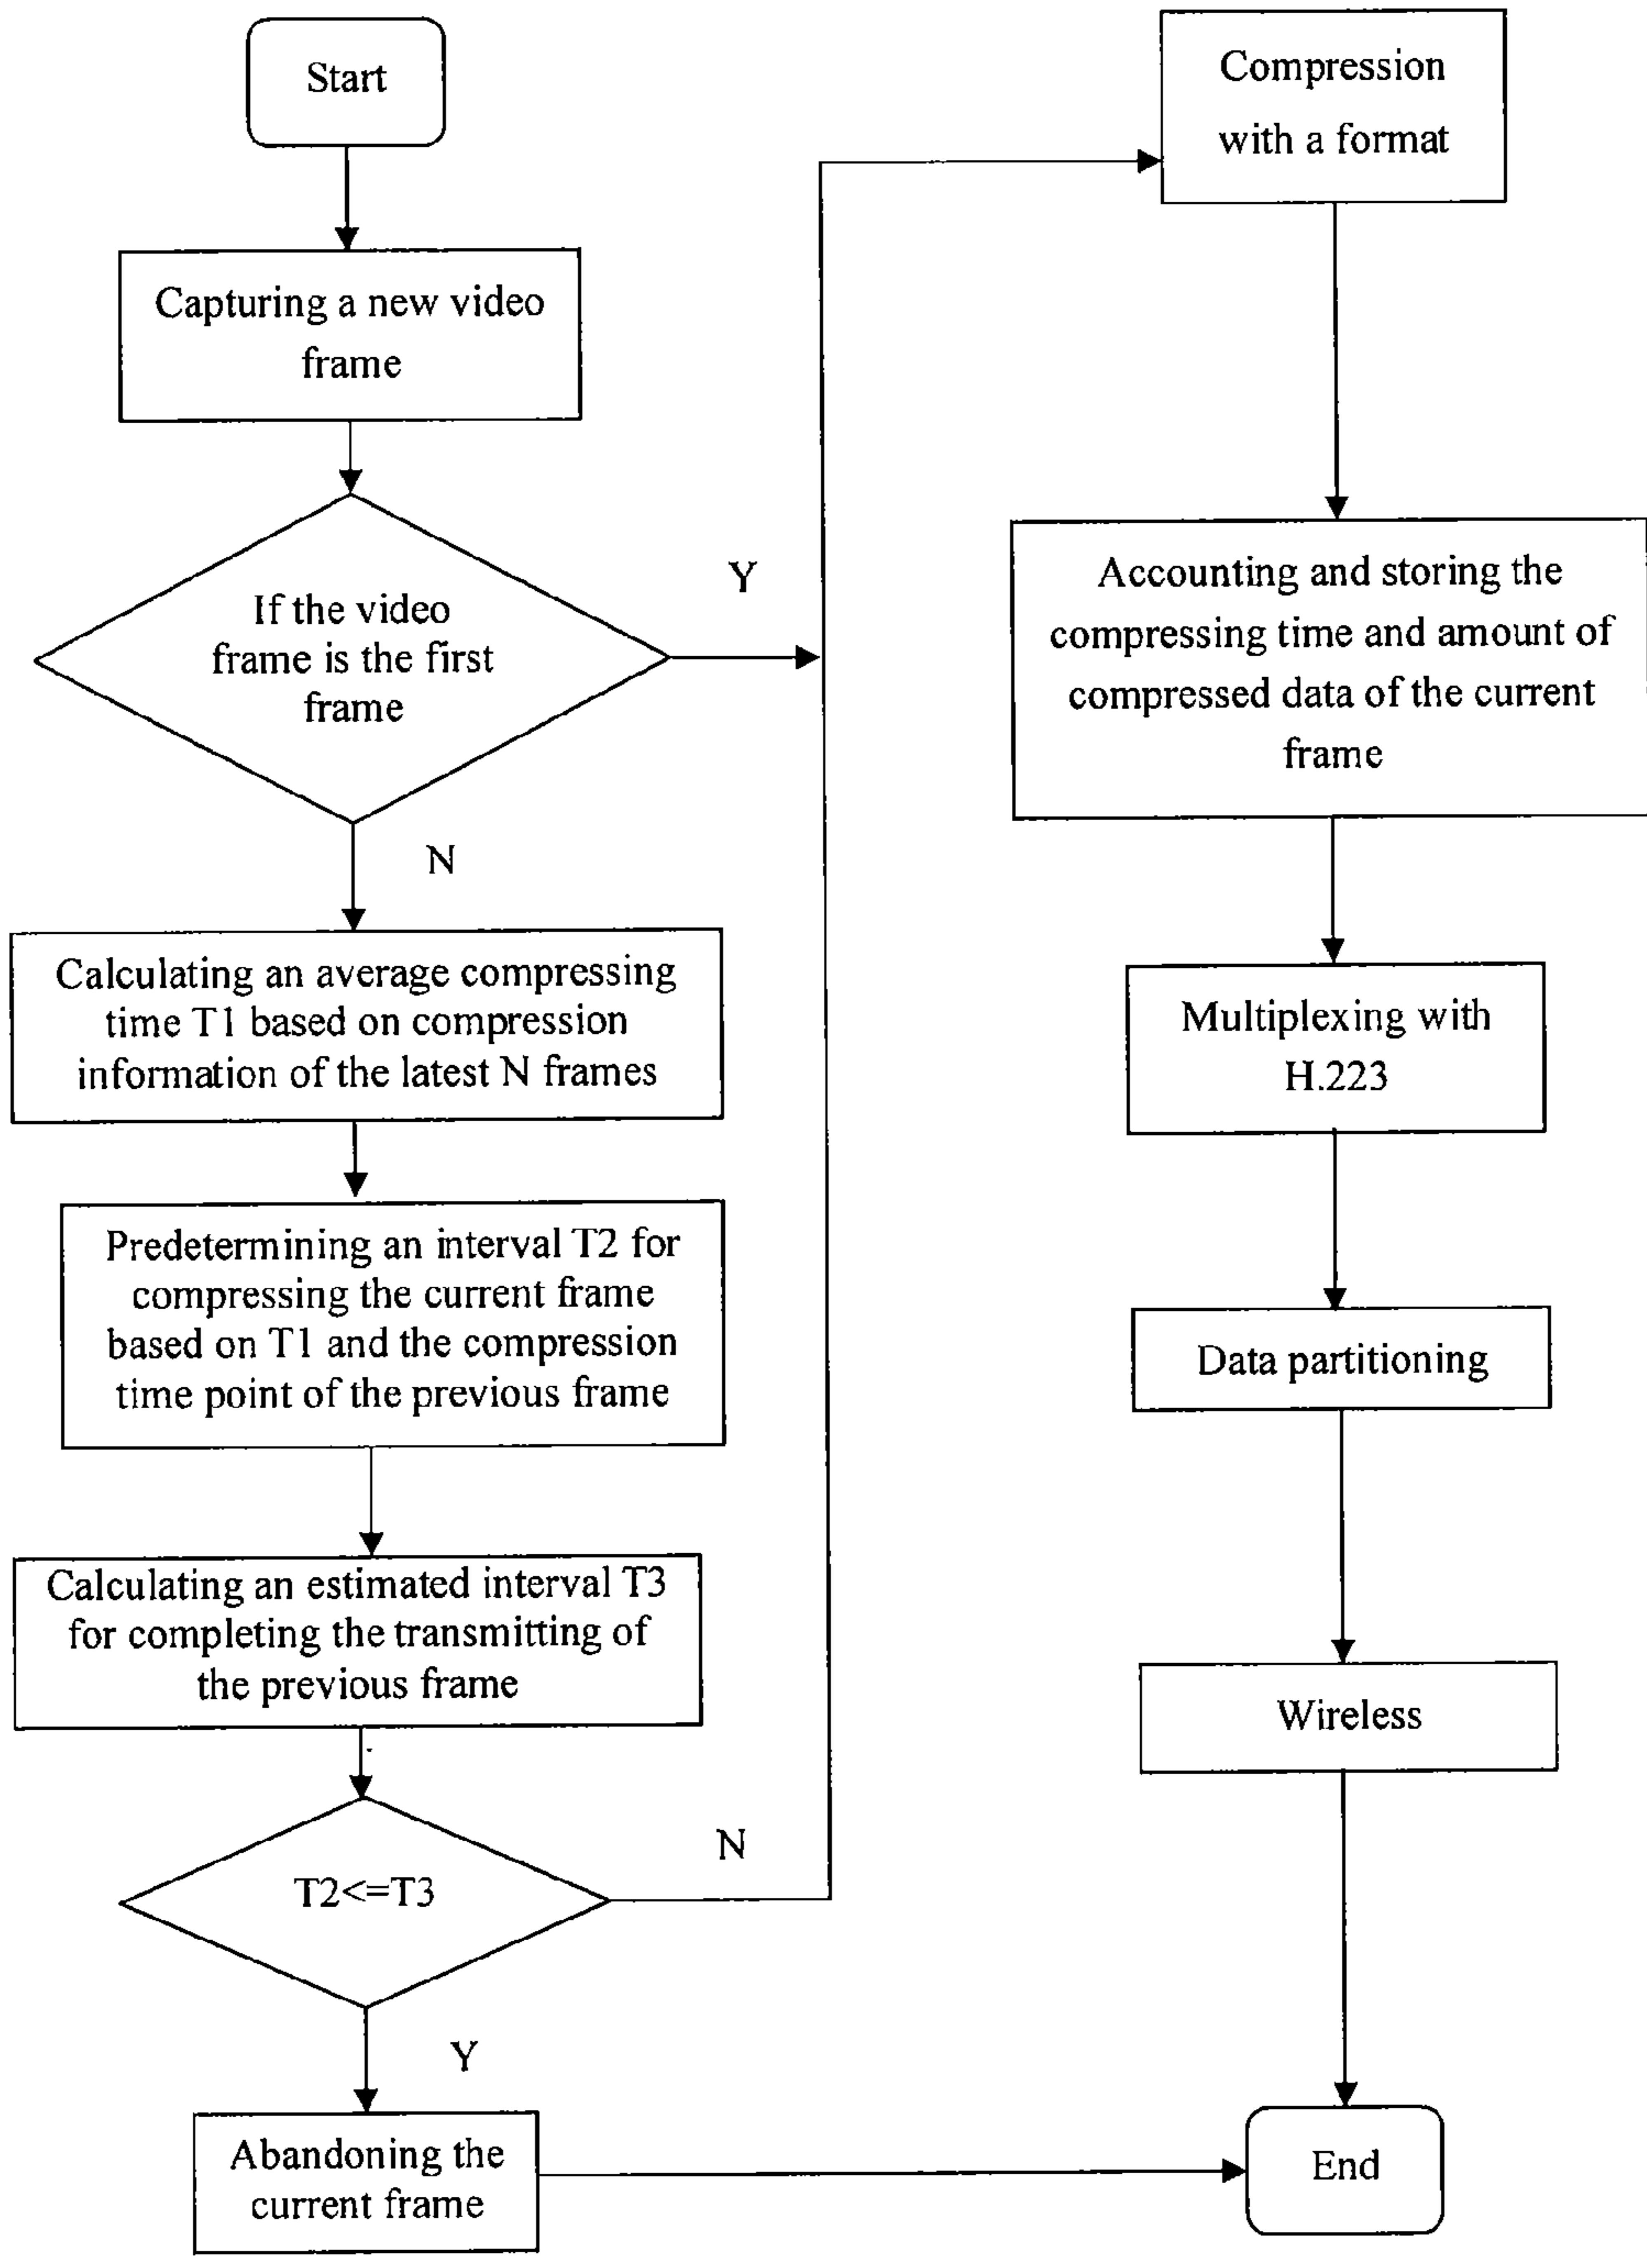 Start
Capturing a new video
frame
If the video
frame is the first
frame
Y
N
Calculating an average compressing
time T1 based on compression
information of the latest N frames
Predetermining an interval T2 for
compressing the current frame
based on T1 and the compression
time point of the previous frame
Calculating an estimated interval T3
for completing the transmitting of
the previous frame
T2<=T3
N
Y
Abandoning the
current frame
Compression
with a format
Accounting and storing the
compressing time and amount of
compressed data of the current
frame
Multiplexing with
H.223
Data partitioning
Wireless
End